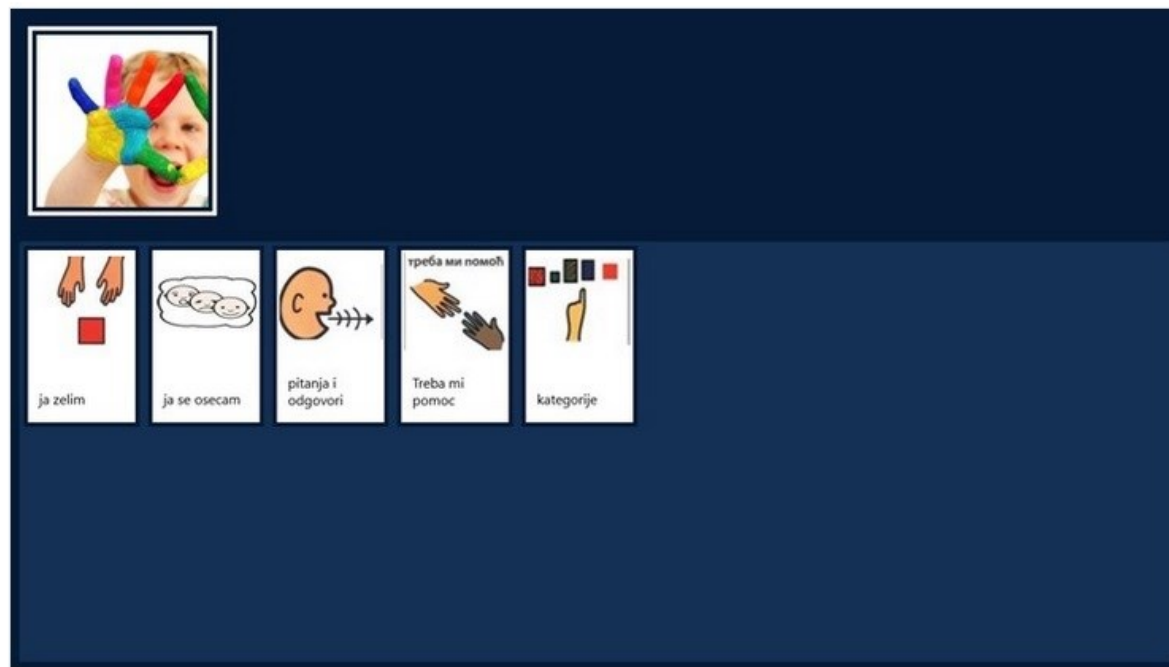 ja zelim
ja se osecam
pitanja i
odgovori
треба ми помоћ
Treba mi
pomoc
kategorije